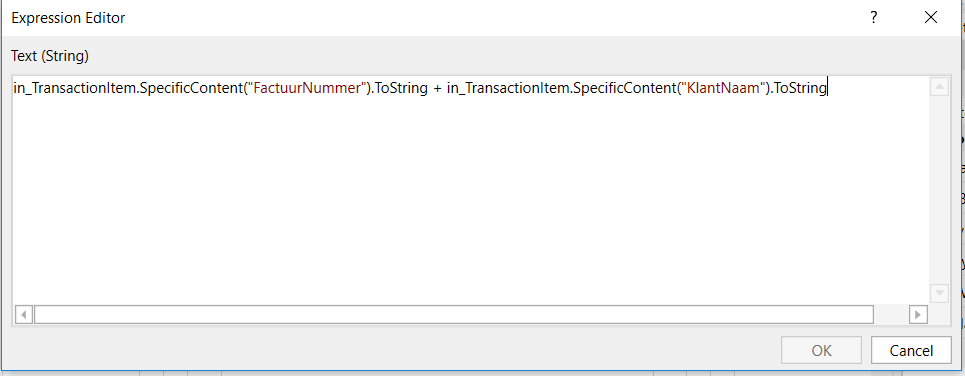 Expression Editor
?
Text (String)
in_TransactionItem.SpecificContent("FactuurNummer").ToString + in_TransactionItem.SpecificContent("KlantNaam").ToString
OK
Cancel